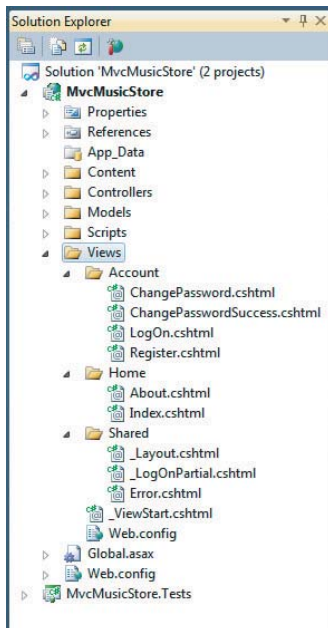 Solution Explorer
Solution 'MvcMusicStore' (2 projects)
MvcMusicStore
Properties
References
App_Data
Content
Controllers
Models
Scripts
Views
Account
ChangePassword.cshtml
ChangePasswordSuccess.cshtml
LogOn.cshtml
Register.cshtml
Home
About.cshtml
Index.cshtml
Shared
_Layout.cshtml
_LogOnPartial.cshtml
Error.cshtml
_ViewStart.cshtml
Web.config
Global.asax
Web.config
MvcMusicStore.Tests